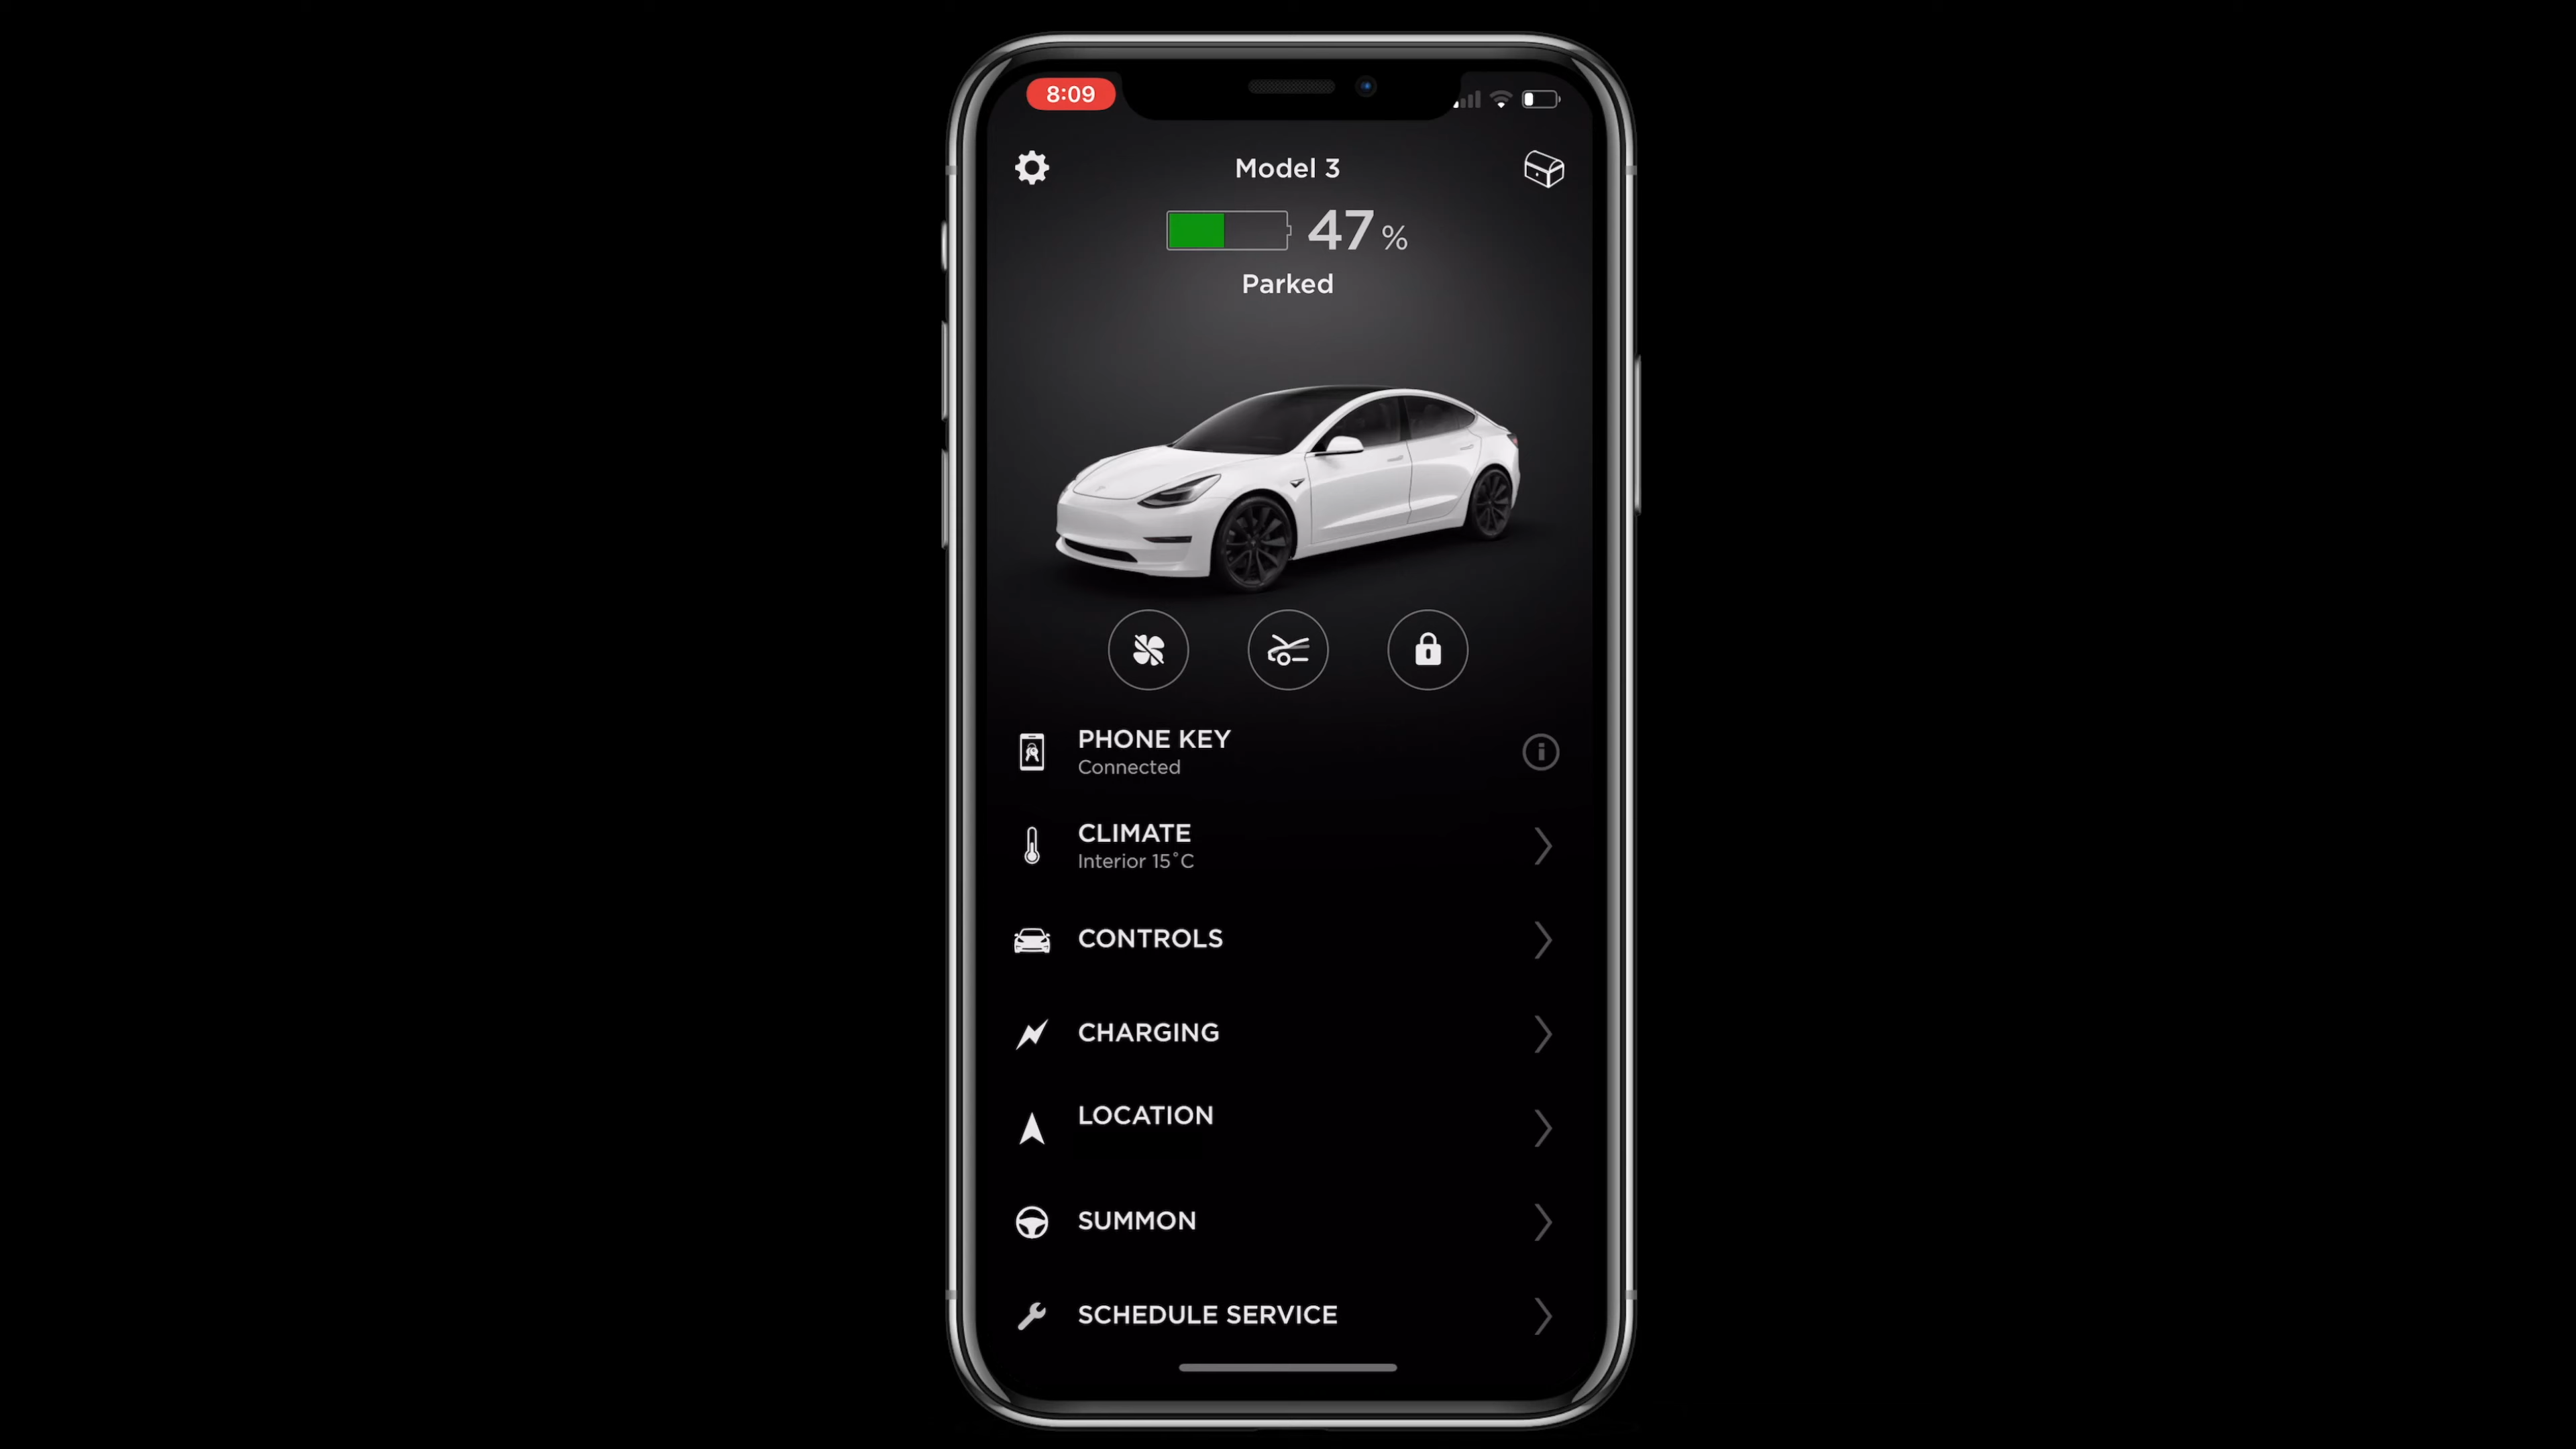 8:09
Model 3
47 %
Parked
PHONE KEY
Connected
CLIMATE
Interior 15°C
CONTROLS
CHARGING
LOCATION
SUMMON
SCHEDULE SERVICE